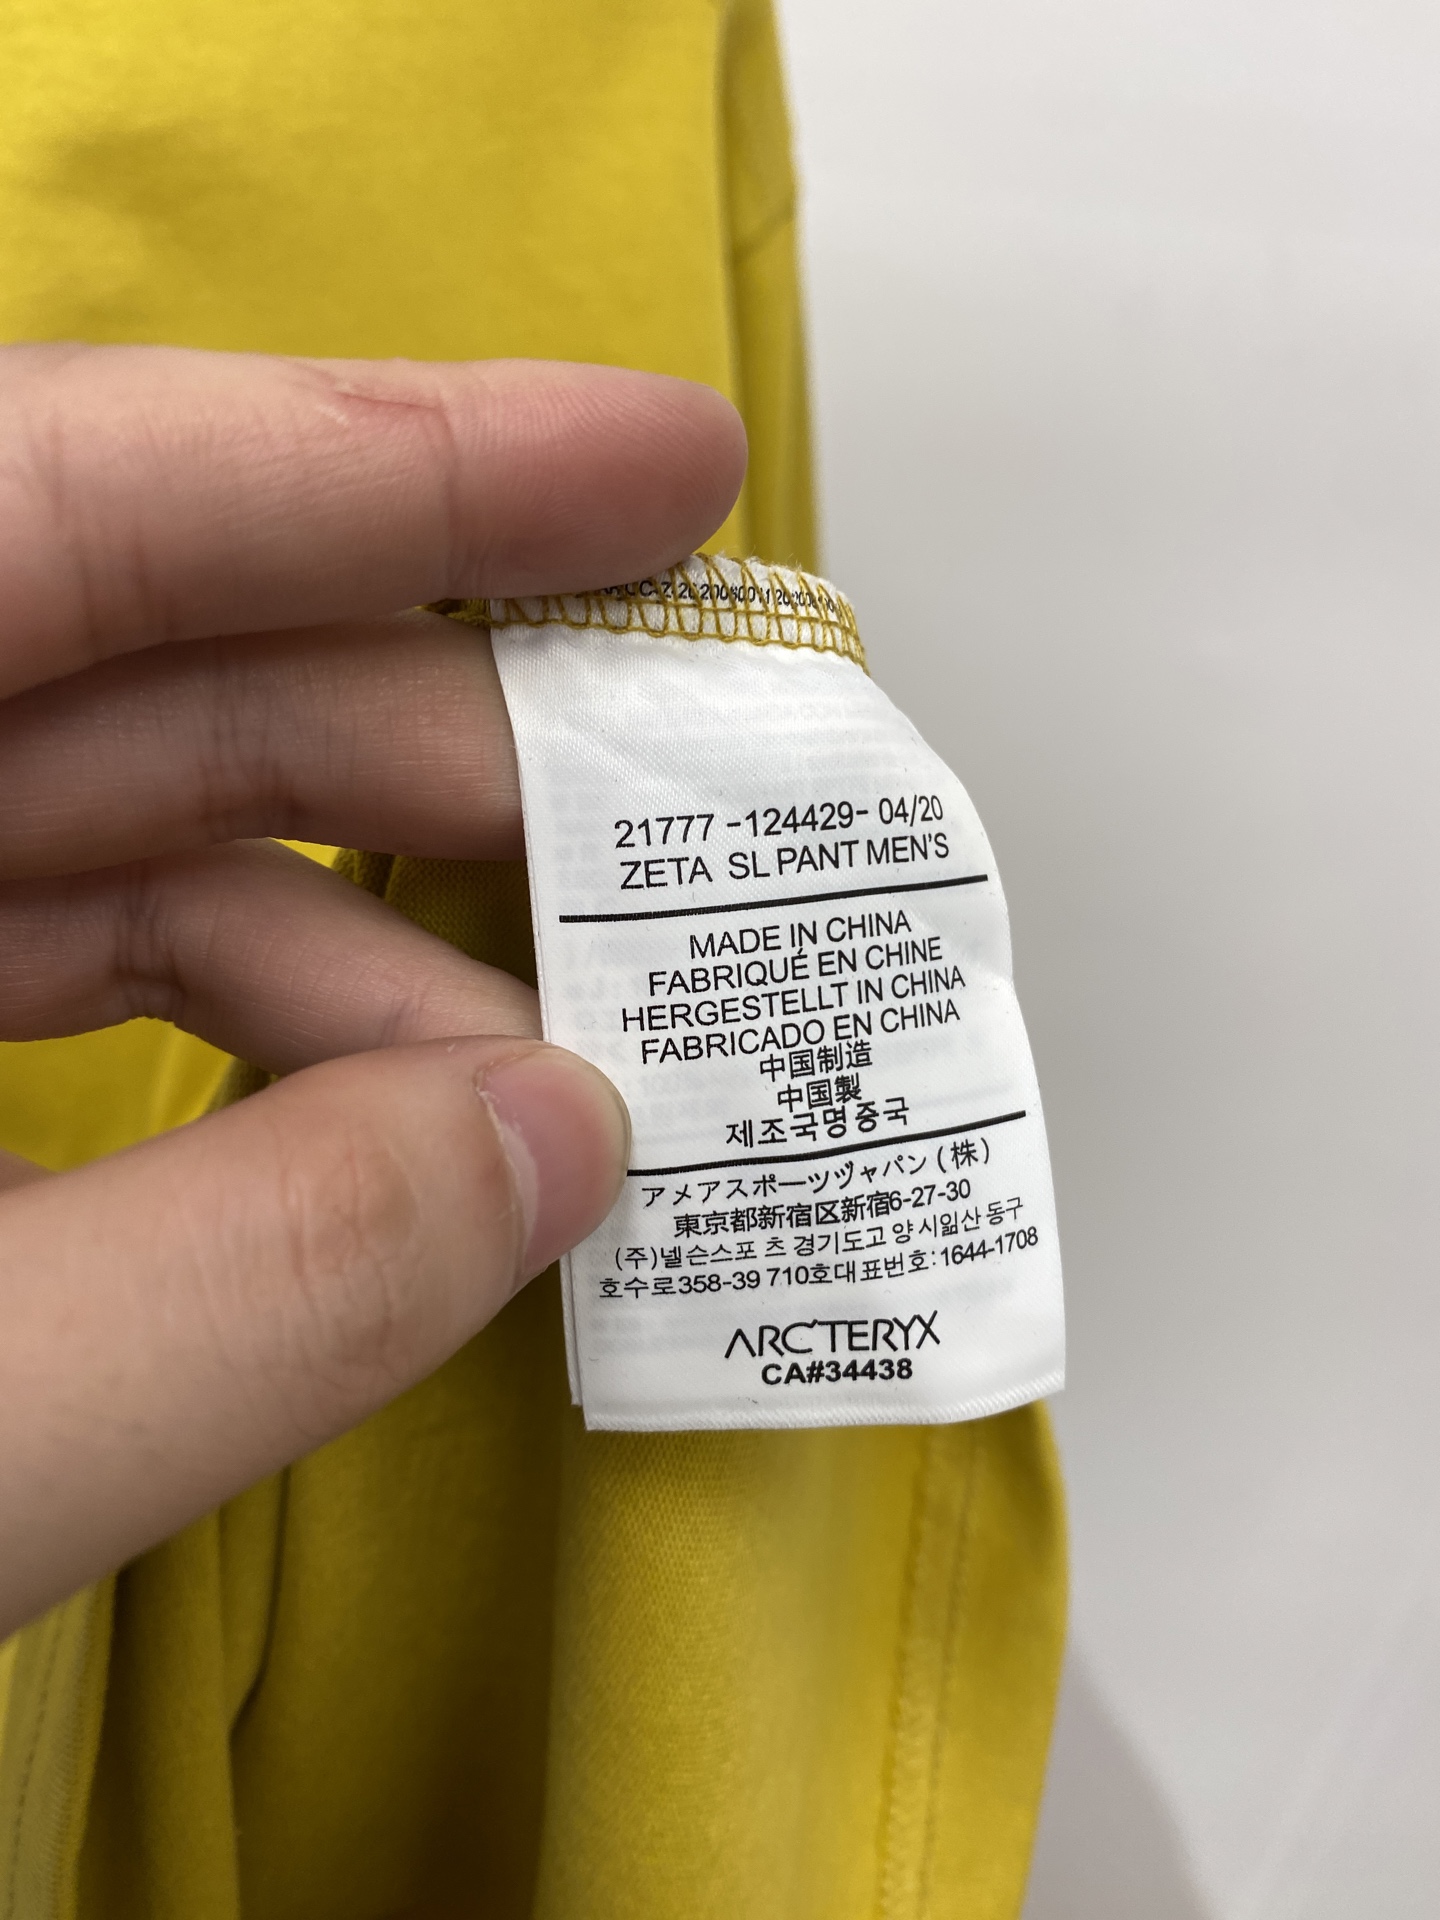 21777 -124429- 04/20
ZETA SL PANT MEN'S
MADE IN CHINA
FABRIQUÉ EN CHINE
HERGESTELLT IN CHINA
FABRICADO EN CHINA
中国制造
中国製
제조국명중국
アメアスポーツヅャパン (株)
東京都新宿区新宿6-27-30
(주)넬슨스포 츠 경기도고 양 시일산 동구
호수로358-39 710호대표번호:1644-1708
ARC'TERYX
CA#34438